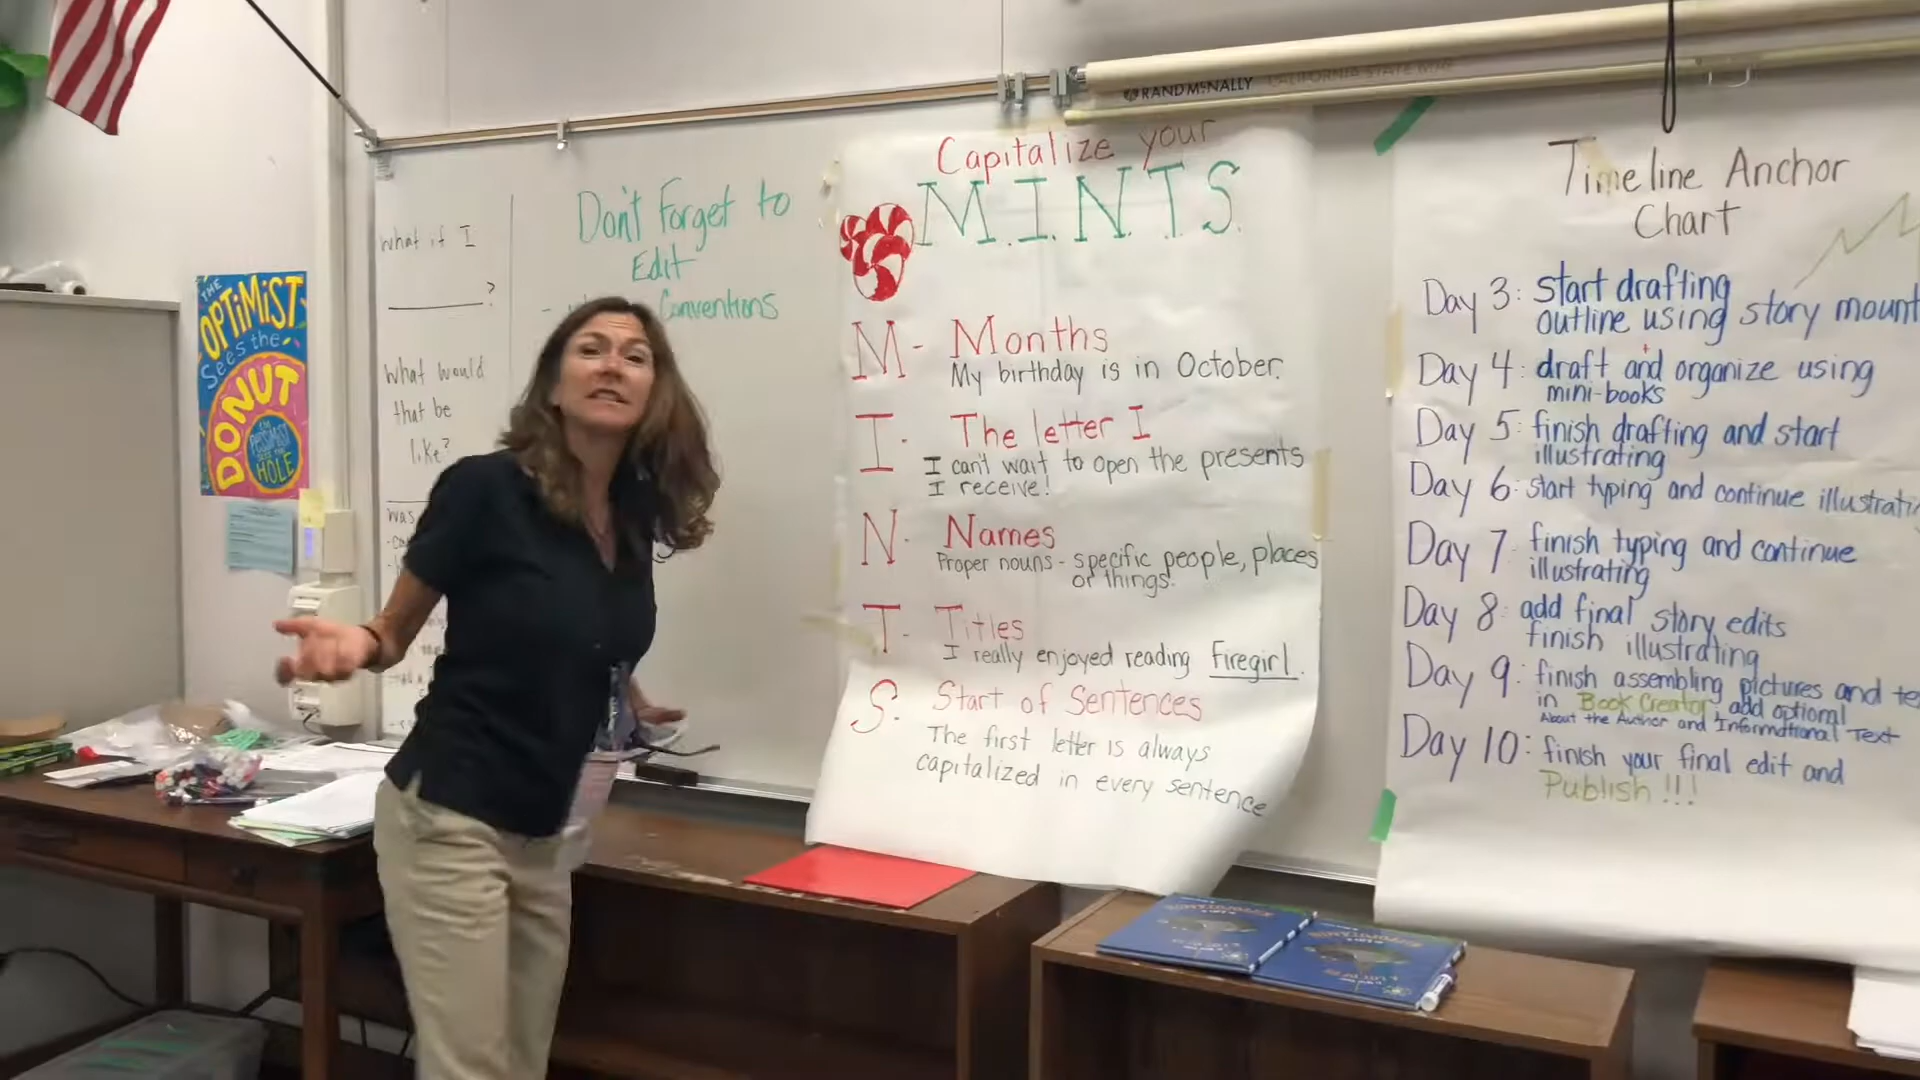 THE
OPTiMiST
Sees the
DONUT
the
PESSIMIST
SEES THE
HOLE
what if I
?
what would
that be
like?
was
Don't Forget to
Edit
Conventions
RAND McNALLY CALIFORNIA STATE MAP
Capitalize your
M.I.N.T.S.
M- Months
My birthday is in October.
I- The letter I
I can't wait to open the presents
I receive!
N- Names
Proper nouns - specific people, places
or things.
T- Titles
I really enjoyed reading Firegirl.
S. Start of Sentences
The first letter is always
capitalized in every sentence
Timeline Anchor
Chart
Day 3: start drafting
outline using story mount
Day 4: draft and organize using
mini-books
Day 5: finish drafting and start
illustrating
Day 6: start typing and continue illustrati
Day 7: finish typing and continue
illustrating
Day 8: add final story edits
finish illustrating
Day 9: finish assembling pictures and te
in Book Creator, add optional
About the Author and Informational Text
Day 10: finish your final edit and
Publish!!!